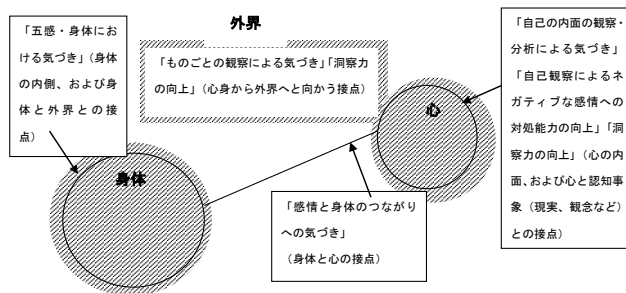 外界
「五感・身体にお
ける気づき」（身体
の内側、および身
体と外界との接
点）
「ものごとの観察による気づき」「洞察力
の向上」（心身から外界へと向かう接点）
「自己の内面の観察・
分析による気づき」
「自己観察によるネ
ガティブな感情への
対処能力の向上」「洞
察力の向上」（心の内
面、および心と認知事
象（現実、観念など）
との接点）
心
身体
「感情と身体のつながり
への気づき」
（身体と心の接点）